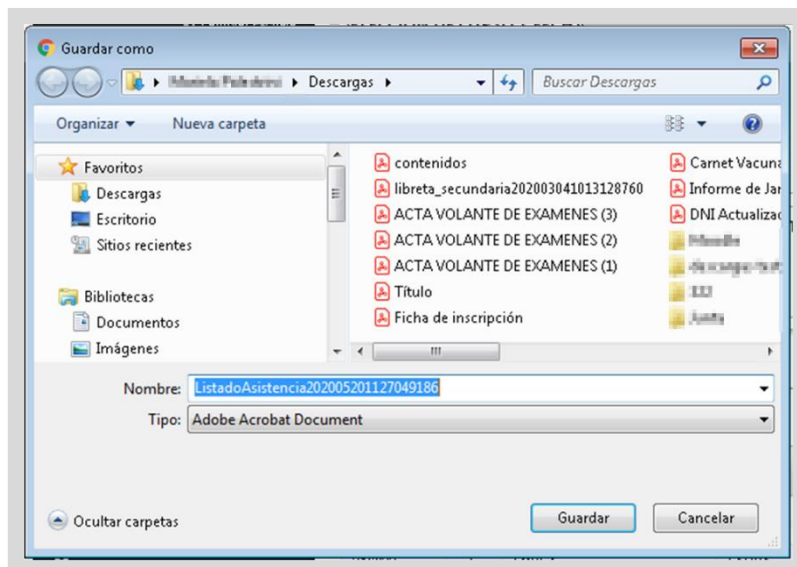 Guardar como
Descargas
Buscar Descargas
Organizar
Nueva carpeta
Favoritos
Descargas
Escritorio
Sitios recientes
Bibliotecas
Documentos
Imágenes
contenidos
libreta_secundaria202003041013128760
ACTA VOLANTE DE EXAMENES (3)
ACTA VOLANTE DE EXAMENES (2)
ACTA VOLANTE DE EXAMENES (1)
Título
Ficha de inscripción
Carnet Vacuna
Informe de Jar
DNI Actualizac
Nombre: ListadoAsistencia202005201127049186
Tipo: Adobe Acrobat Document
Ocultar carpetas
Guardar
Cancelar